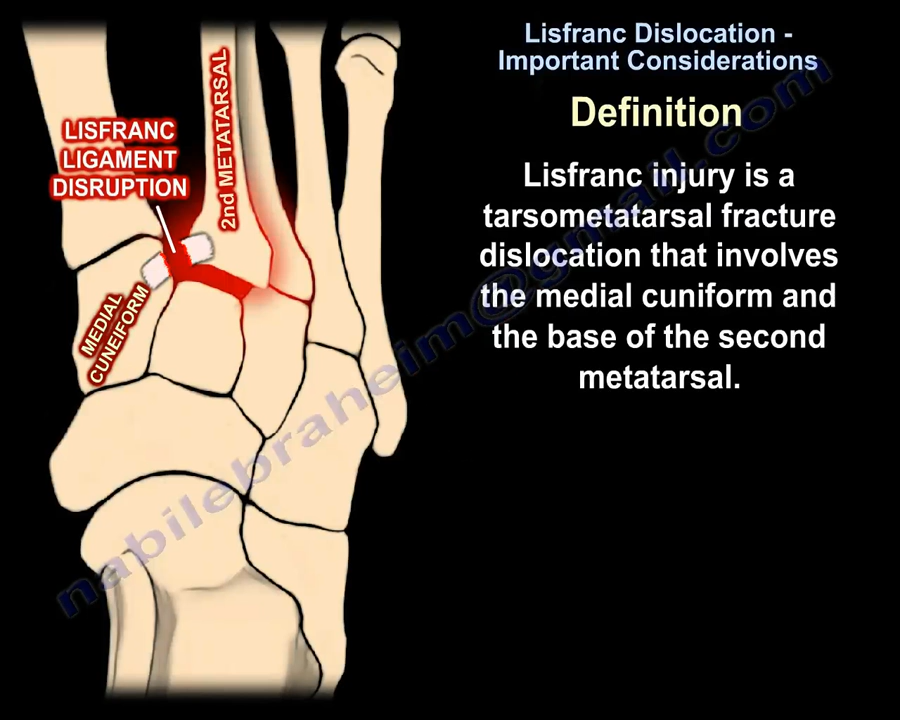 Lisfranc Dislocation -
Important Considerations
Definition
Lisfranc injury is a
tarsometatarsal fracture
dislocation that involves
the medial cuniform and
the base of the second
metatarsal.
LISFRANC
LIGAMENT
DISRUPTION
2nd METATARSAL
MEDIAL
CUNEIFORM
nabilebraheim@gmail.com